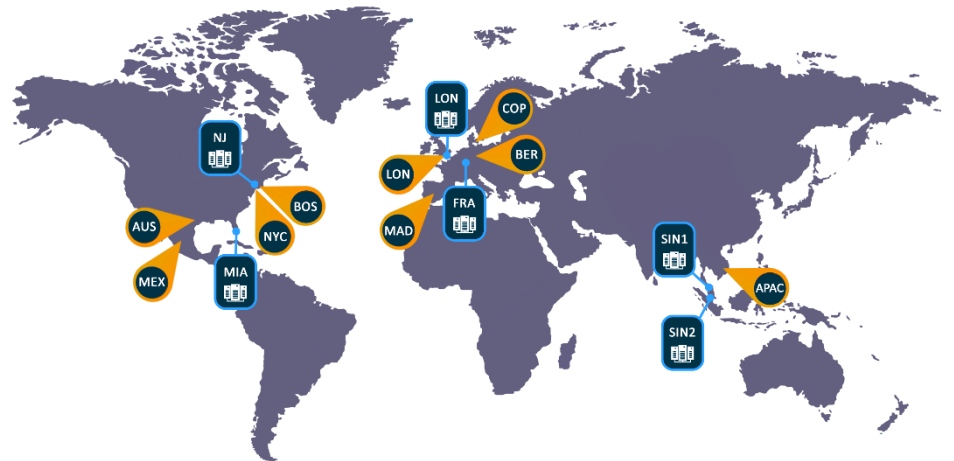 LON
COP
NJ
BER
LON
BOS
FRA
AUS
NYC
MAD
SIN1
MIA
MEX
APAC
SIN2